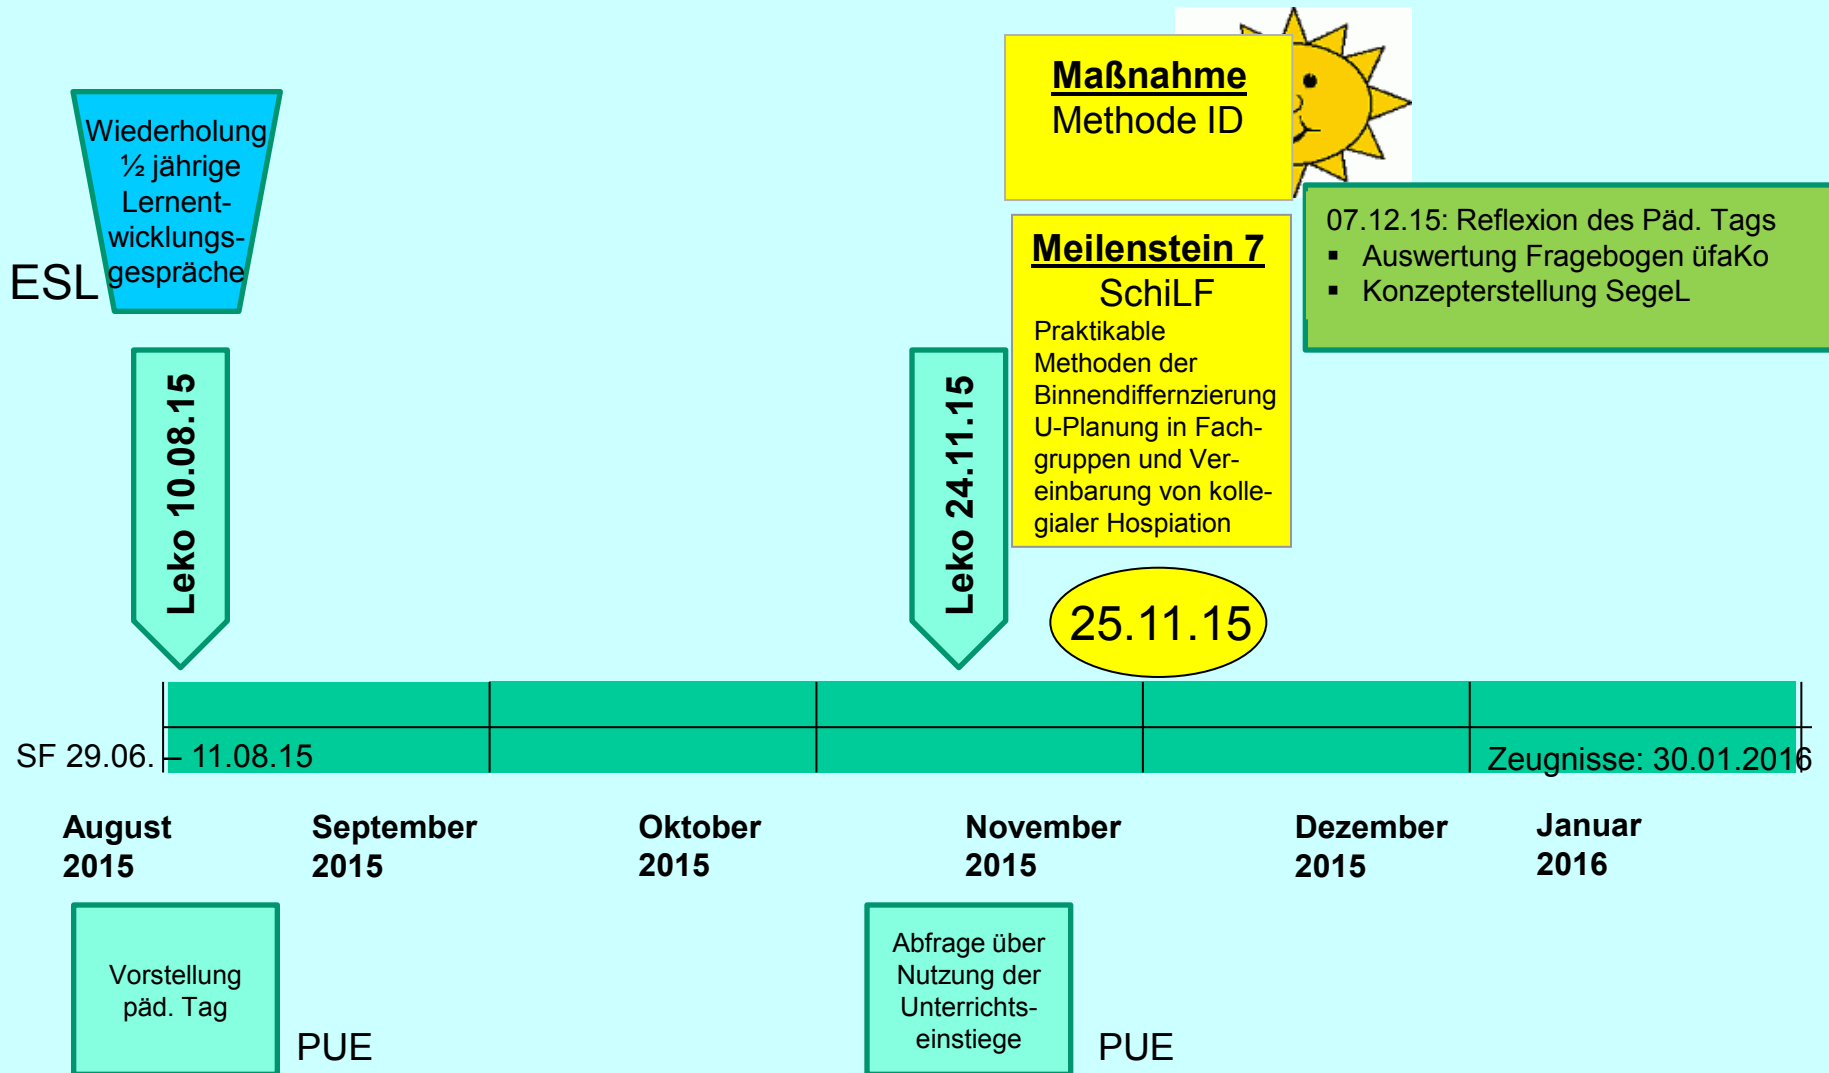 Maßnahme
Methode ID
Wiederholung
½ jährige
Lernent-
wicklungs-
gespräche
ESL
07.12.15: Reflexion des Päd. Tags
▪ Auswertung Fragebogen üfaKo
▪ Konzepterstellung SegeL
Meilenstein 7
SchiLF
Praktikable
Methoden der
Binnendiffernzierung
U-Planung in Fach-
gruppen und Ver-
einbarung von kolle-
gialer Hospiation
Leko 10.08.15
Leko 24.11.15
25.11.15
SF 29.06. – 11.08.15
Zeugnisse: 30.01.2016
August
2015
September
2015
Oktober
2015
November
2015
Dezember
2015
Januar
2016
Vorstellung
päd. Tag
PUE
Abfrage über
Nutzung der
Unterrichts-
einstiege
PUE